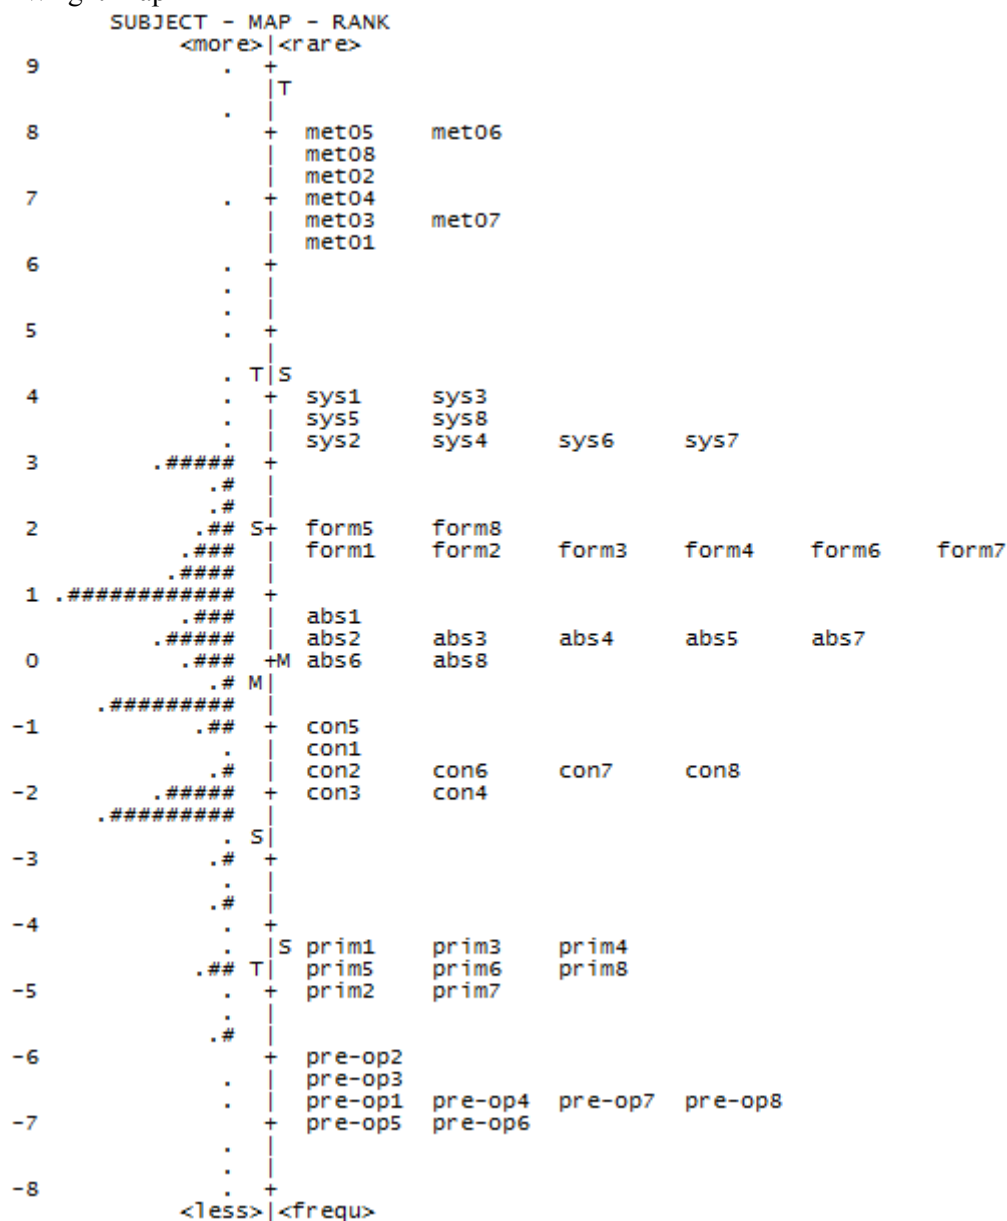 SUBJECT - MAP - RANK
<more>|<rare>
9 . +
|T
. |
8 + met05 met06
| met08
| met02
7 . + met04
| met03 met07
| met01
6 . +
. |
. |
5 . +
|
. T|S
4 . + sys1 sys3
. | sys5 sys8
. | sys2 sys4 sys6 sys7
3 .##### +
.# |
.# |
2 .## S+ form5 form8
.### | form1 form2 form3 form4 form6 form7
.#### |
1 .############ +
.### | abs1
.##### | abs2 abs3 abs4 abs5 abs7
0 .### +M abs6 abs8
.# M|
.######### |
-1 .## + con5
. | con1
.# | con2 con6 con7 con8
-2 .##### + con3 con4
.######### |
. S|
-3 .# +
. |
.# |
-4 . +
. |S prim1 prim3 prim4
.## T| prim5 prim6 prim8
-5 . + prim2 prim7
. |
.# |
-6 + pre-op2
. | pre-op3
. | pre-op1 pre-op4 pre-op7 pre-op8
-7 + pre-op5 pre-op6
. |
. |
-8 . +
<less>|<frequ>